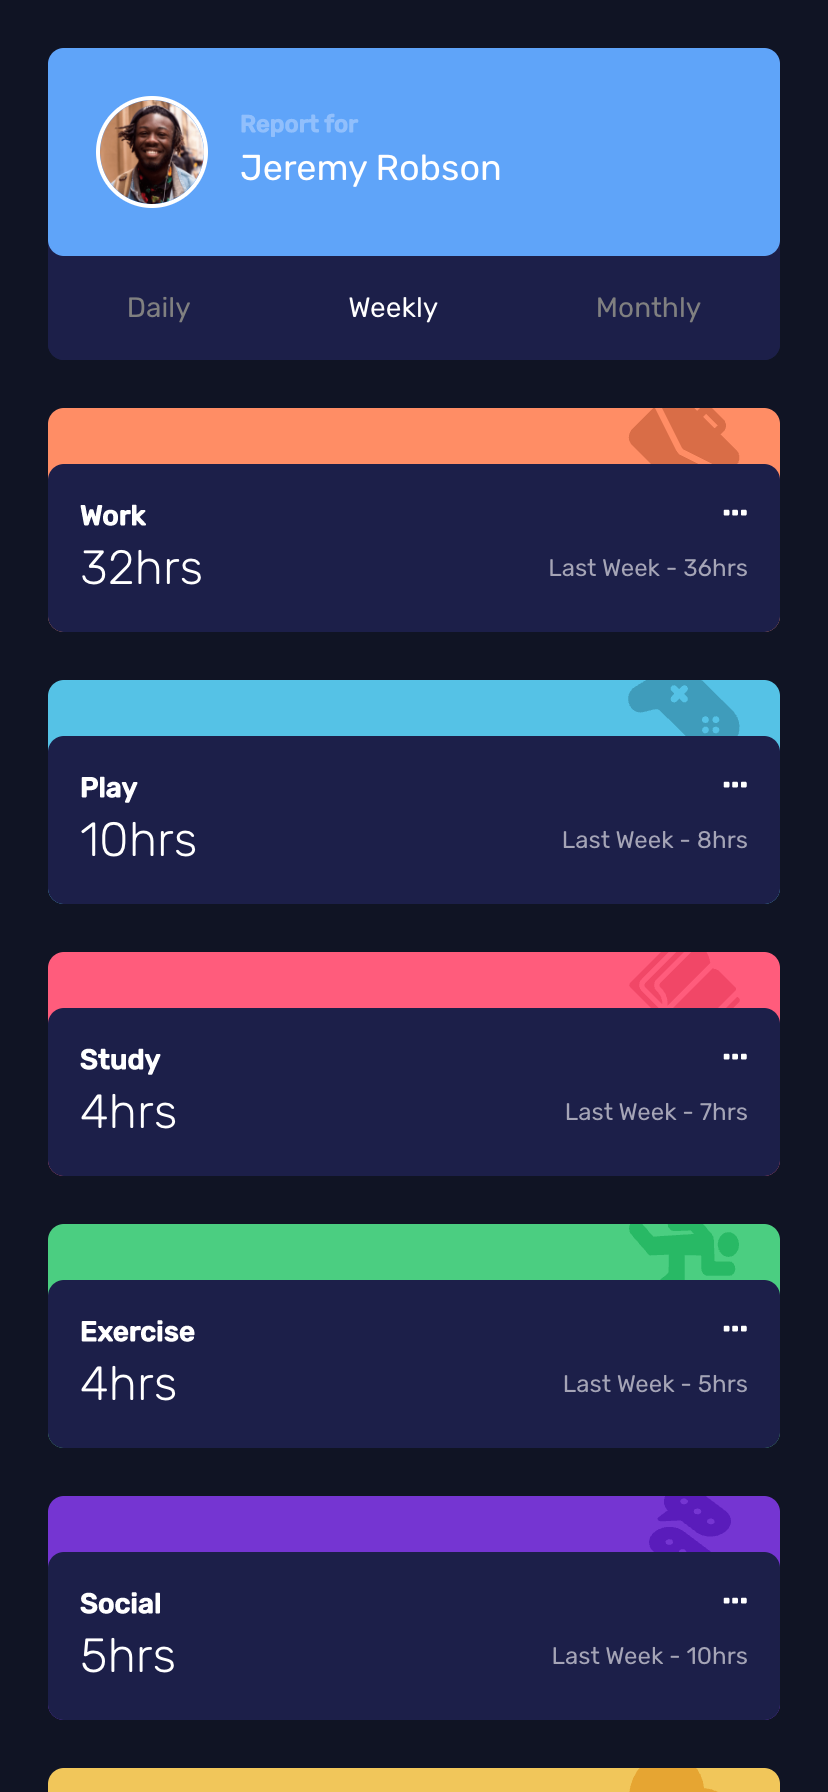 Report for
Jeremy Robson
Daily Weekly Monthly
Work
32hrs Last Week - 36hrs
Play
10hrs Last Week - 8hrs
Study
4hrs Last Week - 7hrs
Exercise
4hrs Last Week - 5hrs
Social
5hrs Last Week - 10hrs